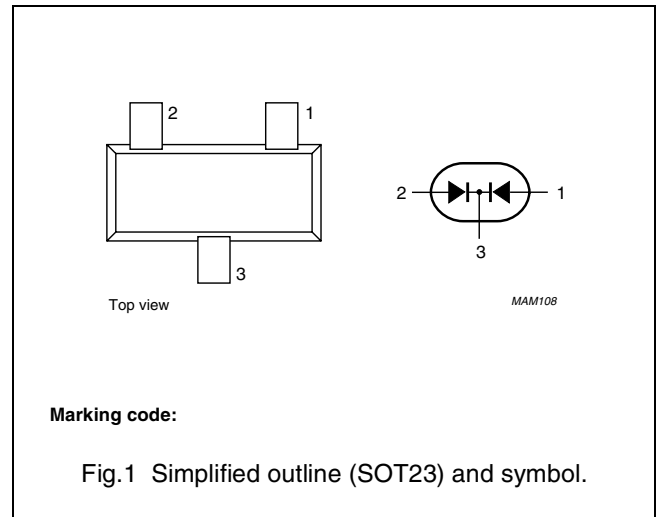 2
1
3
Top view
2
1
3
MAM108
Marking code:
Fig.1 Simplified outline (SOT23) and symbol.